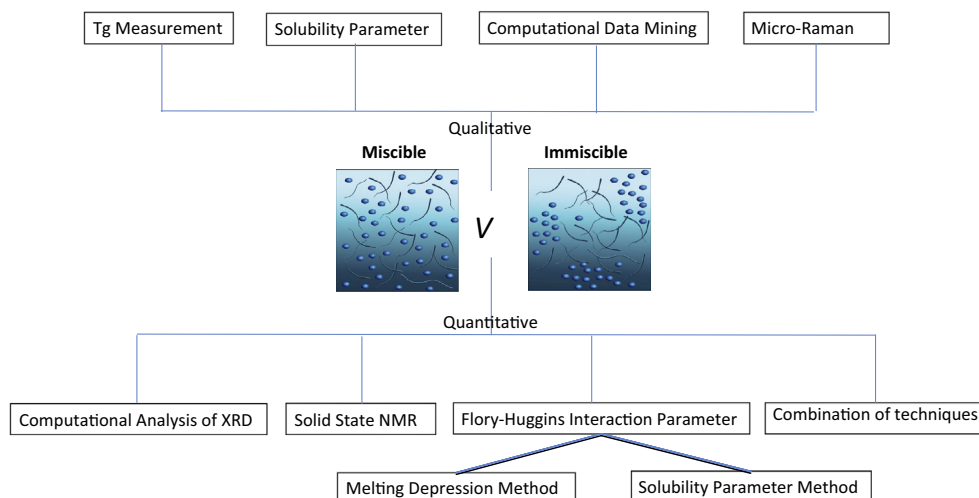 Tg Measurement
Solubility Parameter
Computational Data Mining
Micro-Raman
Qualitative
Miscible
Immiscible
V
Quantitative
Computational Analysis of XRD
Solid State NMR
Flory-Huggins Interaction Parameter
Combination of techniques
Melting Depression Method
Solubility Parameter Method